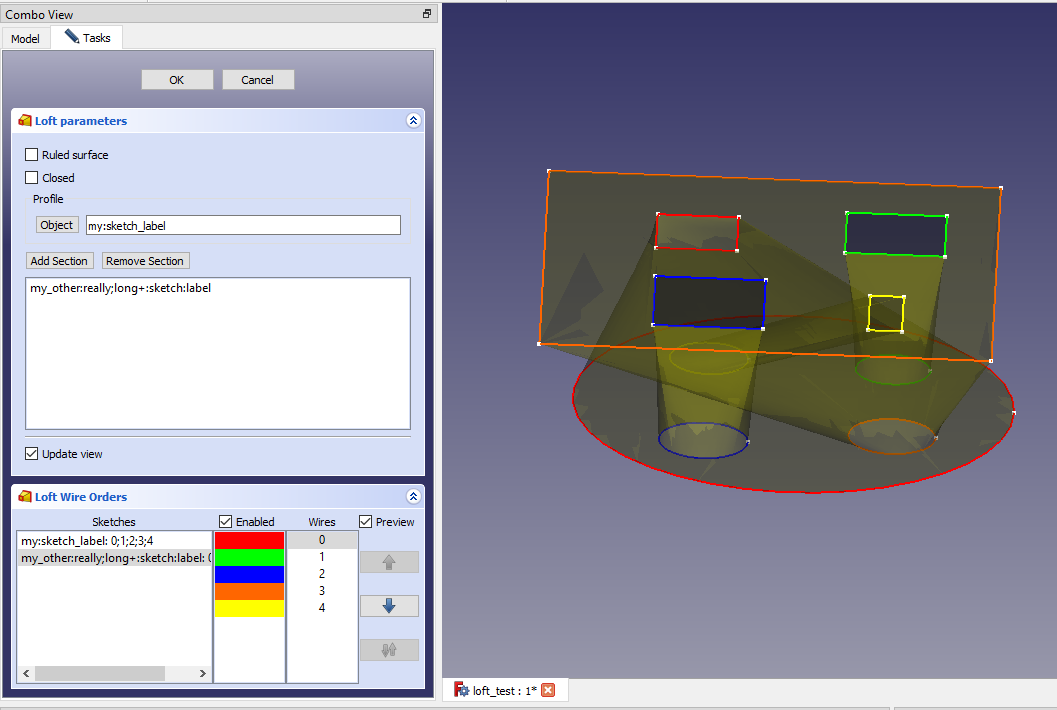 Combo View
Model
Tasks
OK
Cancel
Loft parameters
Ruled surface
Closed
Profile
Object
my:sketch_label
Add Section
Remove Section
my_other:really;long+:sketch:label
Update view
Loft Wire Orders
Sketches
Enabled
Wires
Preview
my:sketch_label: 0;1;2;3;4
my_other:really;long+:sketch:label:
0
1
2
3
4
loft_test : 1*